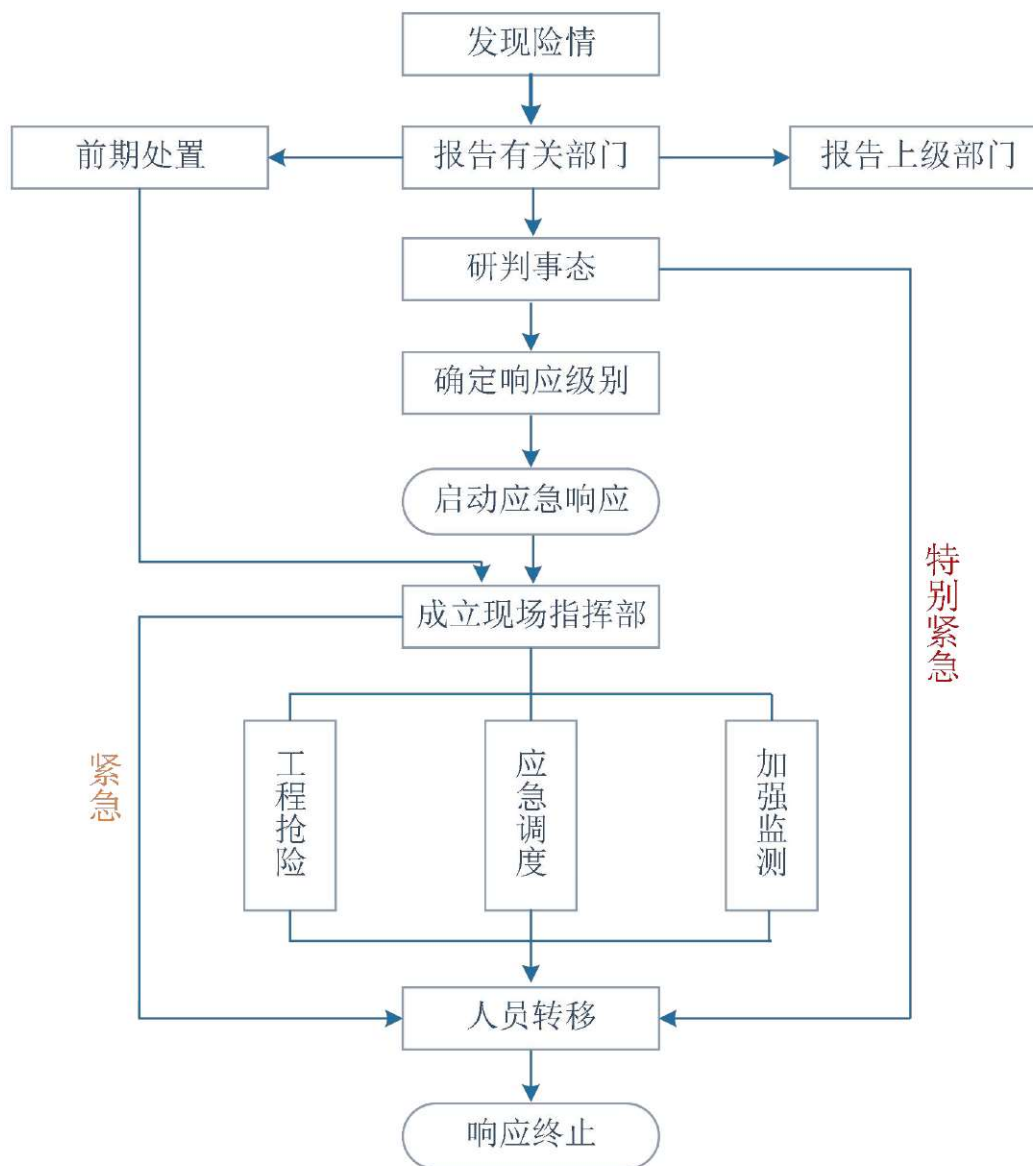 发现险情
前期处置
报告有关部门
报告上级部门
研判事态
确定响应级别
启动应急响应
成立现场指挥部
特别紧急
紧急
工程抢险
应急调度
加强监测
人员转移
响应终止